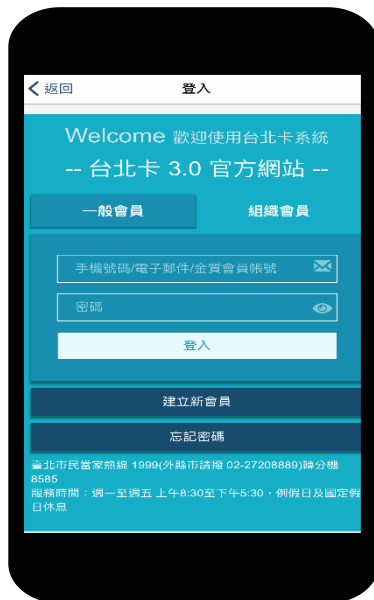 返回
登入
Welcome 歡迎使用台北卡系統
-- 台北卡 3.0 官方網站 --
一般會員
組織會員
手機號碼/電子郵件/金質會員帳號
密碼
登入
建立新會員
忘記密碼
臺北市民當家熱線 1999(外縣市請撥 02-27208889)轉分機
8585
服務時間：週一至週五 上午8:30至下午5:30，例假日及國定假
日休息